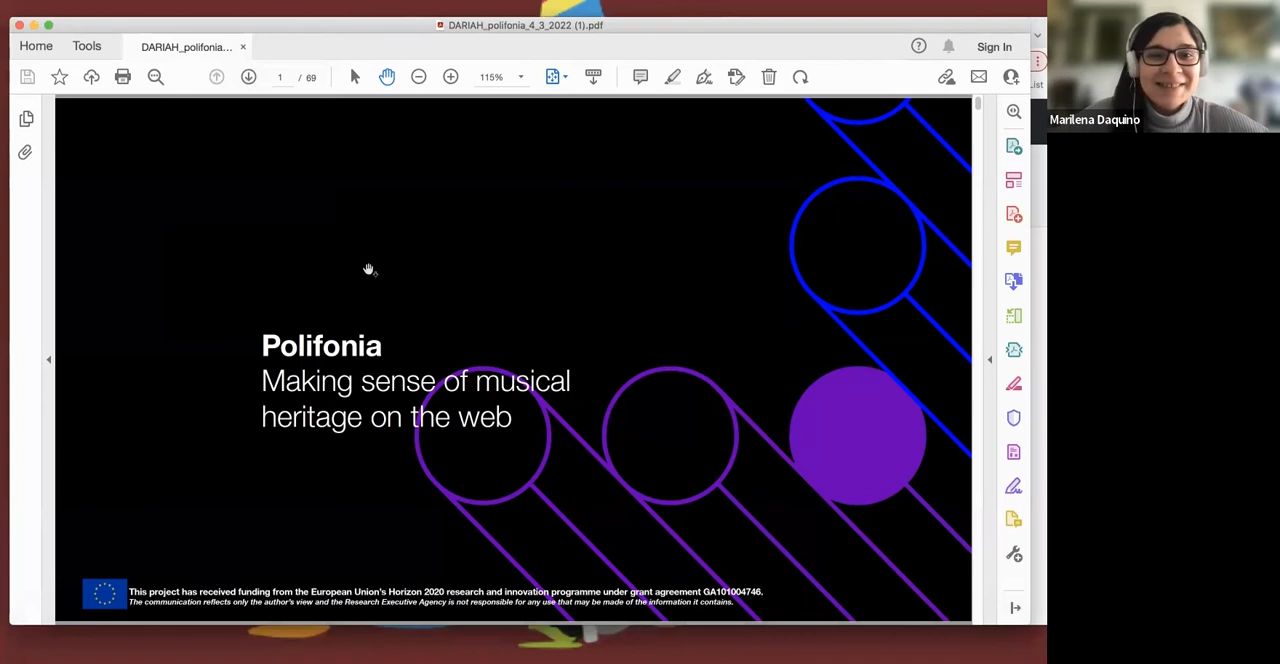 DARIAH_polifonia_4_3_2022 (1).pdf
Home
Tools
DARIAH_polifonia...
Sign In
1 / 69
115%
List
Marilena Daquino
Polifonia
Making sense of musical
heritage on the web
This project has received funding from the European Union's Horizon 2020 research and innovation programme under grant agreement GA101004746.
The communication reflects only the author's view and the Research Executive Agency is not responsible for any use that may be made of the information it contains.